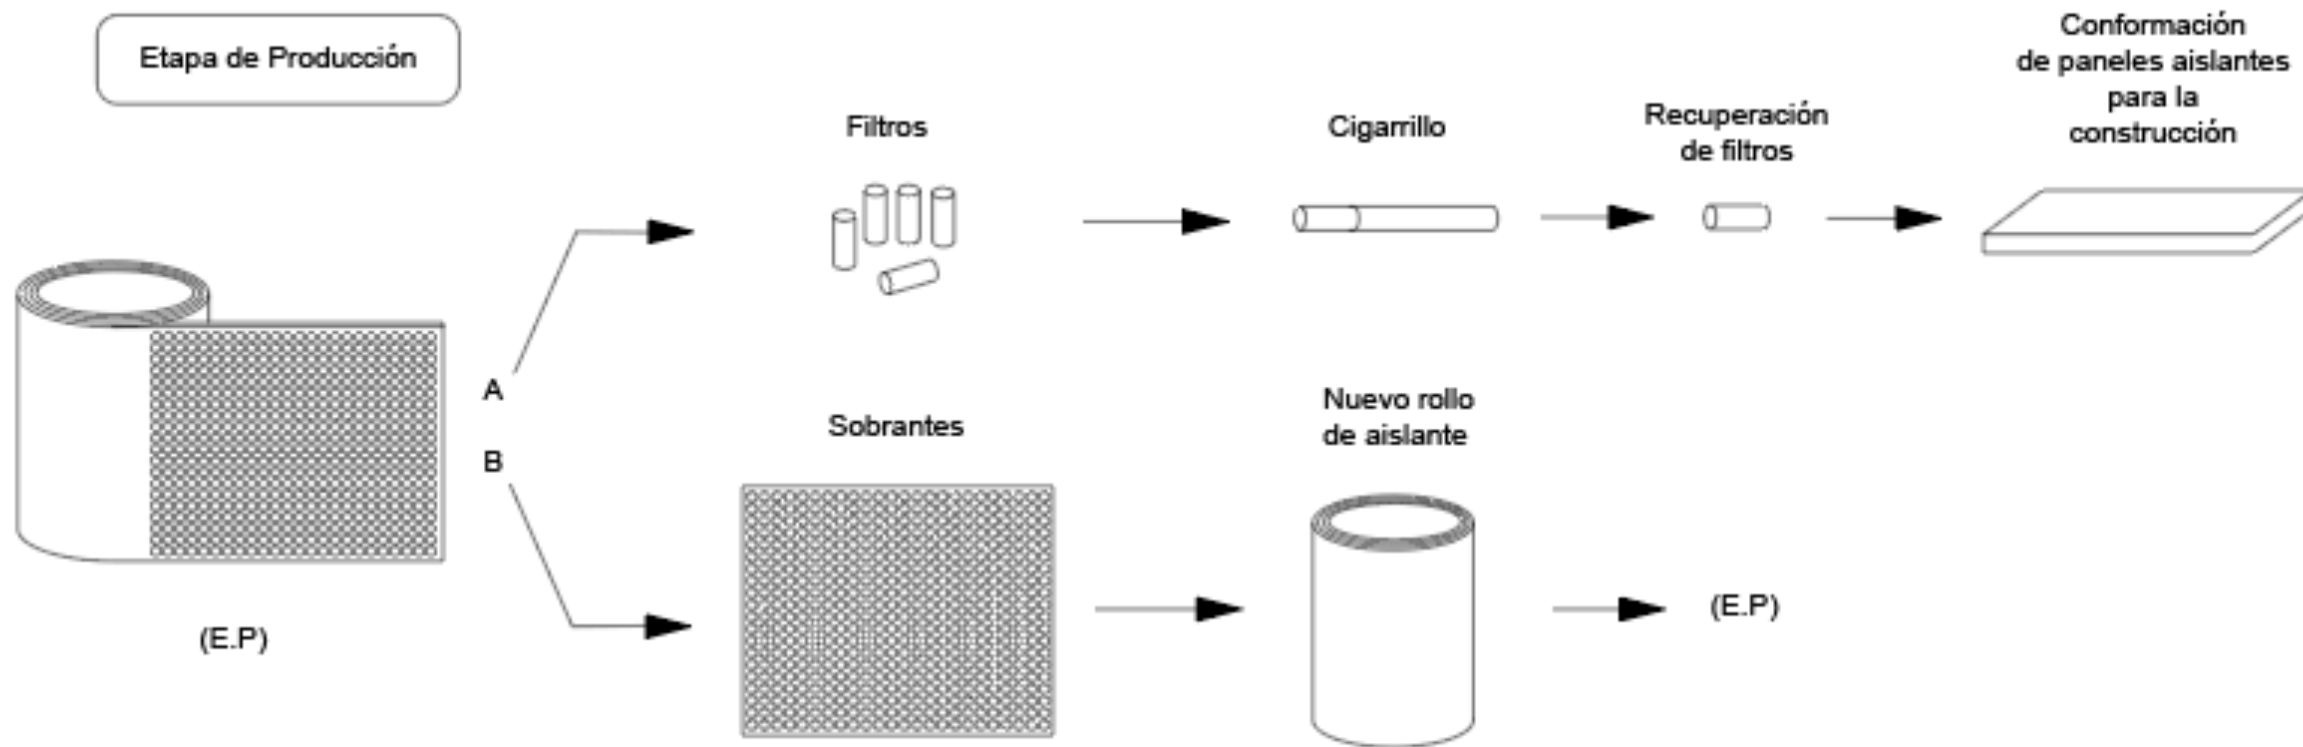 Etapa de Producción
Filtros
Cigarrillo
Recuperación
de filtros
Conformación
de paneles aislantes
para la
construcción
A
B
Sobrantes
Nuevo rollo
de aislante
(E.P)
(E.P)